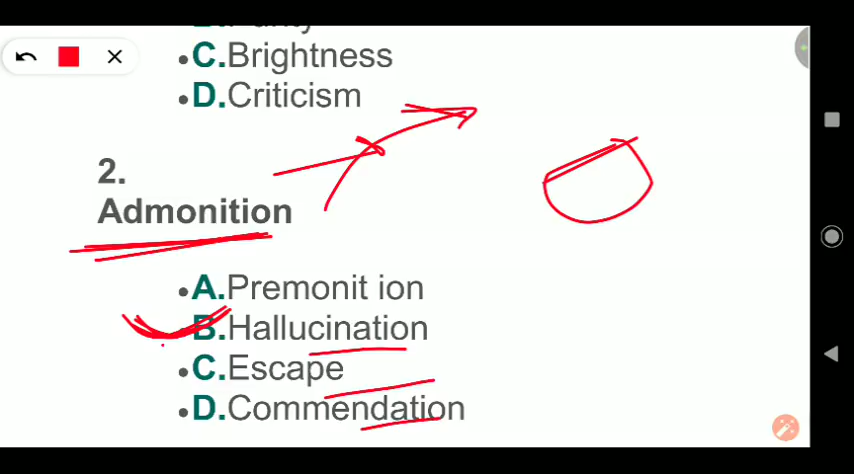 C.Brightness
D.Criticism
2.
Admonition
A.Premonit ion
B.Hallucination
C.Escape
D.Commendation